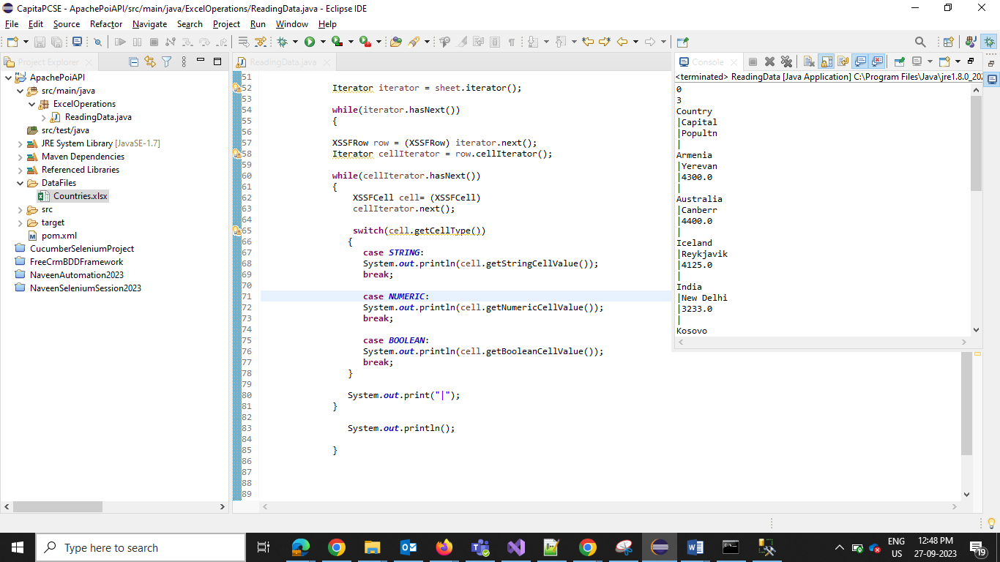 CapitaPCSE - ApachePoiAPI/src/main/java/ExcelOperations/ReadingData.java - Eclipse IDE
File Edit Source Refactor Navigate Search Project Run Window Help
Project Explorer
ApachePoiAPI
src/main/java
ExcelOperations
ReadingData.java
src/test/java
JRE System Library [JavaSE-1.7]
Maven Dependencies
Referenced Libraries
DataFiles
Countries.xlsx
src
target
pom.xml
CucumberSeleniumProject
FreeCrmBDDFramework
NaveenAutomation2023
NaveenSeleniumSession2023
ReadingData.java
51
52 Iterator iterator = sheet.iterator();
53
54 while(iterator.hasNext())
55 {
56
57 XSSFRow row = (XSSFRow) iterator.next();
58 Iterator cellIterator = row.cellIterator();
59
60 while(cellIterator.hasNext())
61 {
62 XSSFCell cell= (XSSFCell)
63 cellIterator.next();
64
65 switch(cell.getCellType())
66 {
67 case STRING:
68 System.out.println(cell.getStringCellValue());
69 break;
70
71 case NUMERIC:
72 System.out.println(cell.getNumericCellValue());
73 break;
74
75 case BOOLEAN:
76 System.out.println(cell.getBooleanCellValue());
77 break;
78 }
79
80 System.out.print("|");
81 }
82
83 System.out.println();
84
85 }
86
87
88
89
Console
<terminated> ReadingData [Java Application] C:\Program Files\Java\jre1.8.0_202
0
3
Country
|Capital
|Popultn
|
Armenia
|Yerevan
|4300.0
|
Australia
|Canberr
|4400.0
|
Iceland
|Reykjavik
|4125.0
|
India
|New Delhi
|3233.0
|
Kosovo
Type here to search
ENG
US
12:48 PM
27-09-2023
19